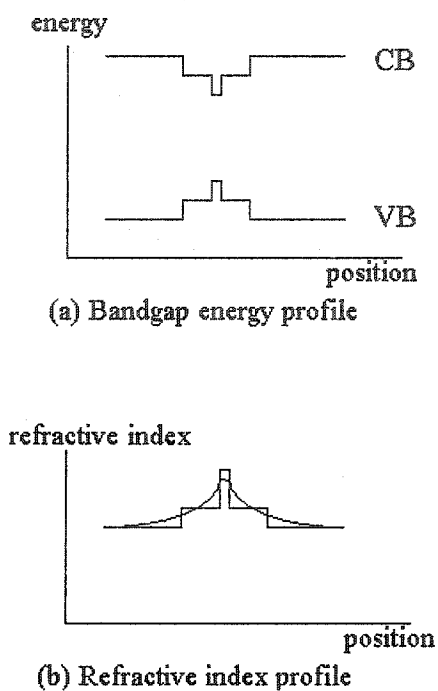 energy
CB
VB
position
(a) Bandgap energy profile
refractive index
position
(b) Refractive index profile